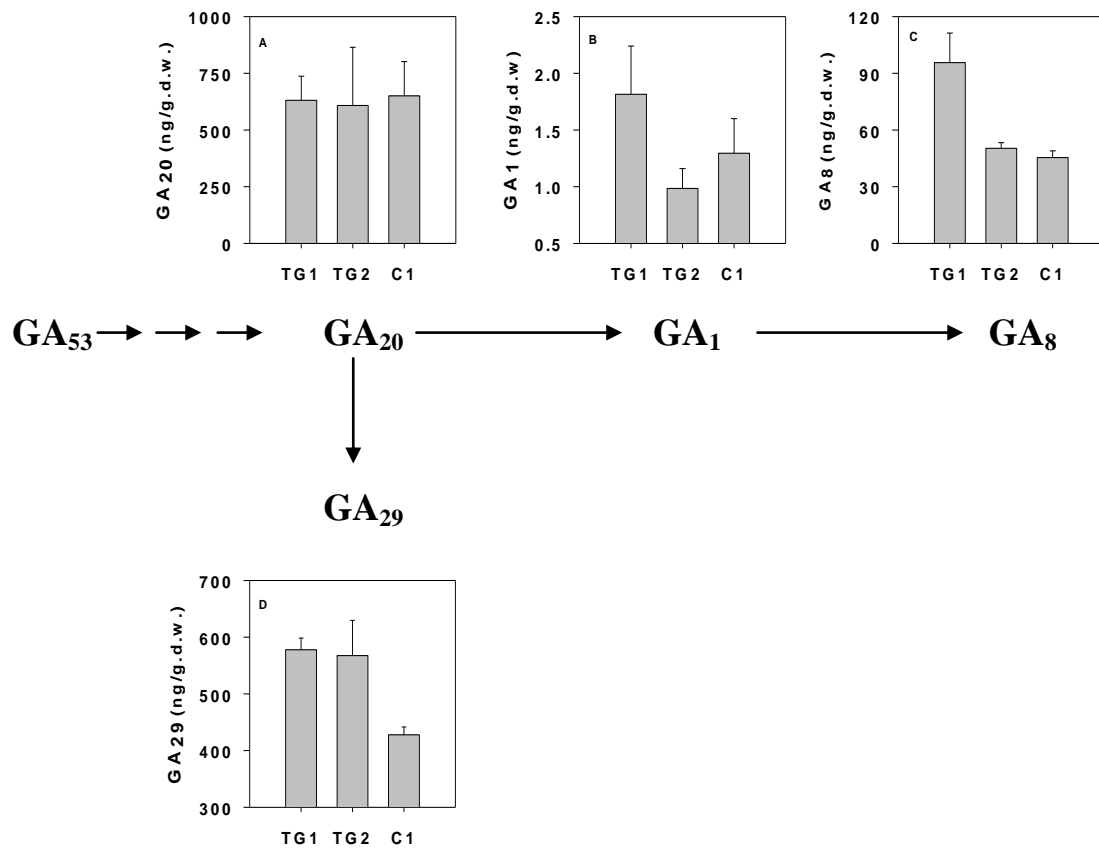 A
GA20 (ng/g.d.w.)
1000
750
500
250
0
TG1 TG2 C1
B
GA1 (ng/g.d.w)
2.5
2.0
1.5
1.0
0.5
TG1 TG2 C1
C
GA8 (ng/g.d.w.)
120
90
60
30
0
TG1 TG2 C1
GA53 GA20 GA1 GA8
GA29
D
GA29 (ng/g.d.w.)
700
600
500
400
300
TG1 TG2 C1